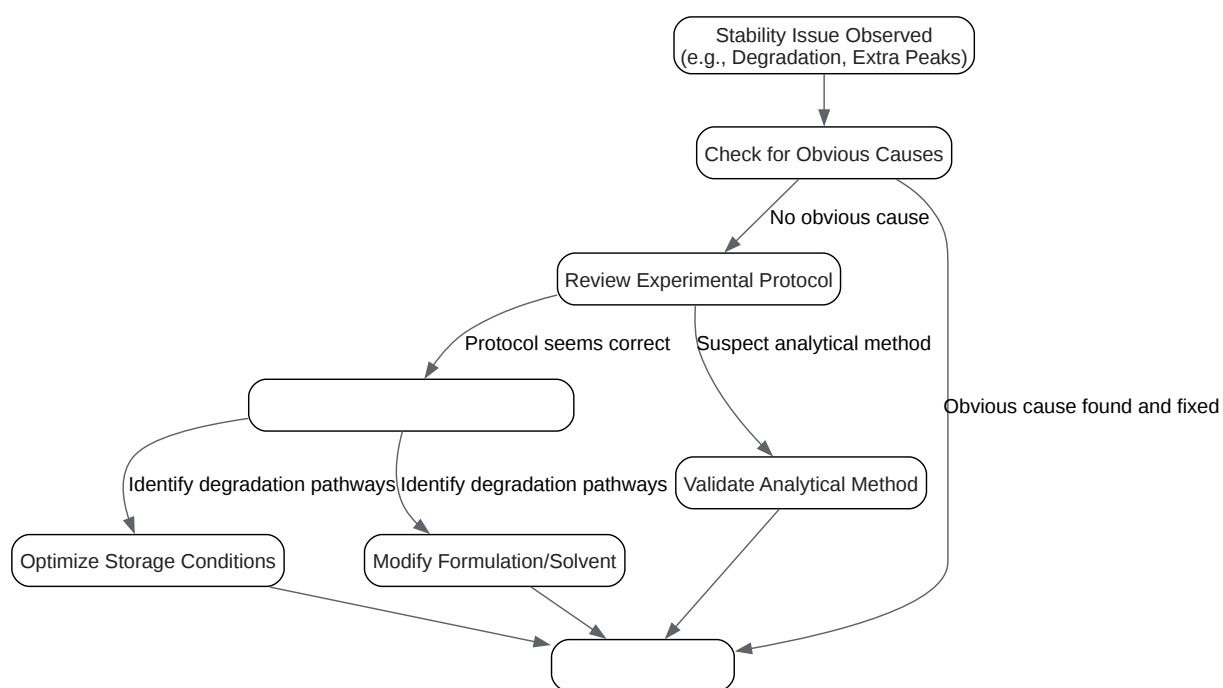 Stability Issue Observed
(e.g., Degradation, Extra Peaks)
Check for Obvious Causes
No obvious cause
Review Experimental Protocol
Protocol seems correct
Suspect analytical method
Obvious cause found and fixed
Identify degradation pathways
Identify degradation pathways
Validate Analytical Method
Optimize Storage Conditions
Modify Formulation/Solvent